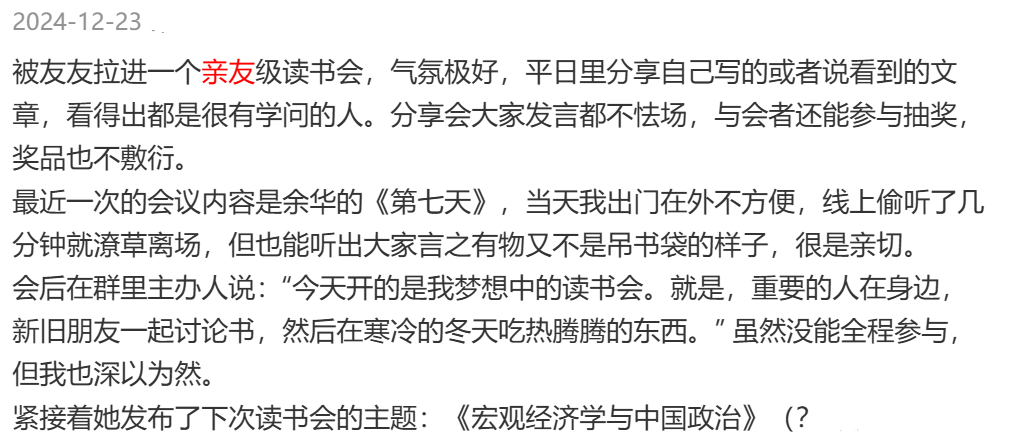 2024-12-23
被友友拉进一个亲友级读书会，气氛极好，平日里分享自己写的或者说看到的文
章，看得出都是很有学问的人。分享会大家发言都不怯场，与会者还能参与抽奖，
奖品也不敷衍。
最近一次的会议内容是余华的《第七天》，当天我出门在外不方便，线上偷听了几
分钟就潦草离场，但也能听出大家言之有物又不是吊书袋的样子，很是亲切。
会后在群里主办人说：“今天开的是我梦想中的读书会。就是，重要的人在身边，
新旧朋友一起讨论书，然后在寒冷的冬天吃热腾腾的东西。” 虽然没能全程参与，
但我也深以为然。
紧接着她发布了下次读书会的主题：《宏观经济学与中国政治》（?